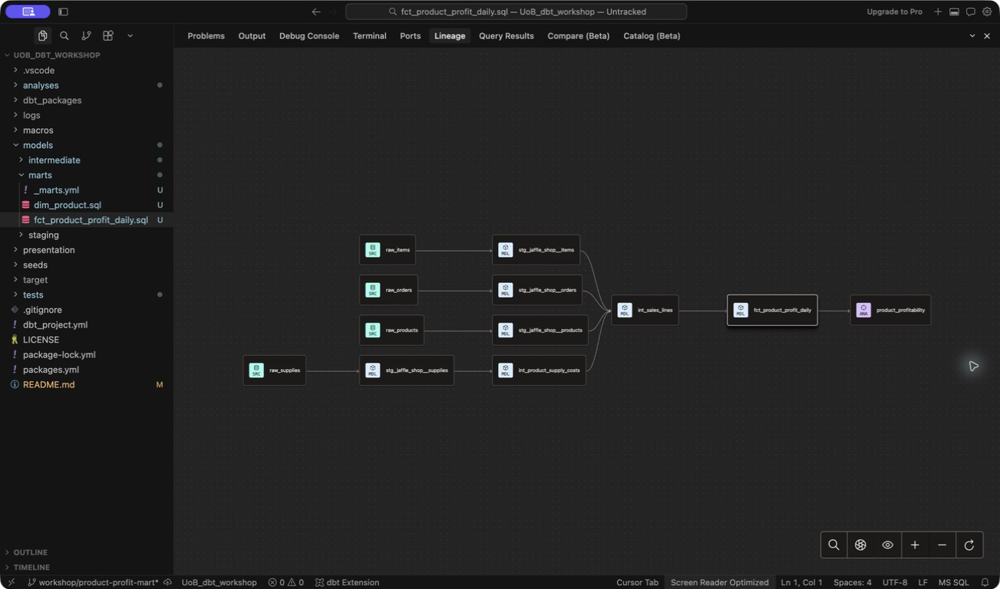 fct_product_profit_daily.sql — UoB_dbt_workshop — Untracked
Upgrade to Pro
Problems
Output
Debug Console
Terminal
Ports
Lineage
Query Results
Compare (Beta)
Catalog (Beta)
UOB_DBT_WORKSHOP
.vscode
analyses
dbt_packages
logs
macros
models
intermediate
marts
! _marts.yml U
dim_product.sql U
fct_product_profit_daily.sql U
staging
presentation
seeds
target
tests
.gitignore
! dbt_project.yml
LICENSE
! package-lock.yml
! packages.yml
README.md M
OUTLINE
TIMELINE
SRC raw_items
MDL stg_jaffle_shop__items
SRC raw_orders
MDL stg_jaffle_shop__orders
MDL int_sales_lines
MDL fct_product_profit_daily
ANA product_profitability
SRC raw_products
MDL stg_jaffle_shop__products
SRC raw_supplies
MDL stg_jaffle_shop__supplies
MDL int_product_supply_costs
workshop/product-profit-mart*
UoB_dbt_workshop
0 0
dbt Extension
Cursor Tab
Screen Reader Optimized
Ln 1, Col 1
Spaces: 4
UTF-8
LF
MS SQL